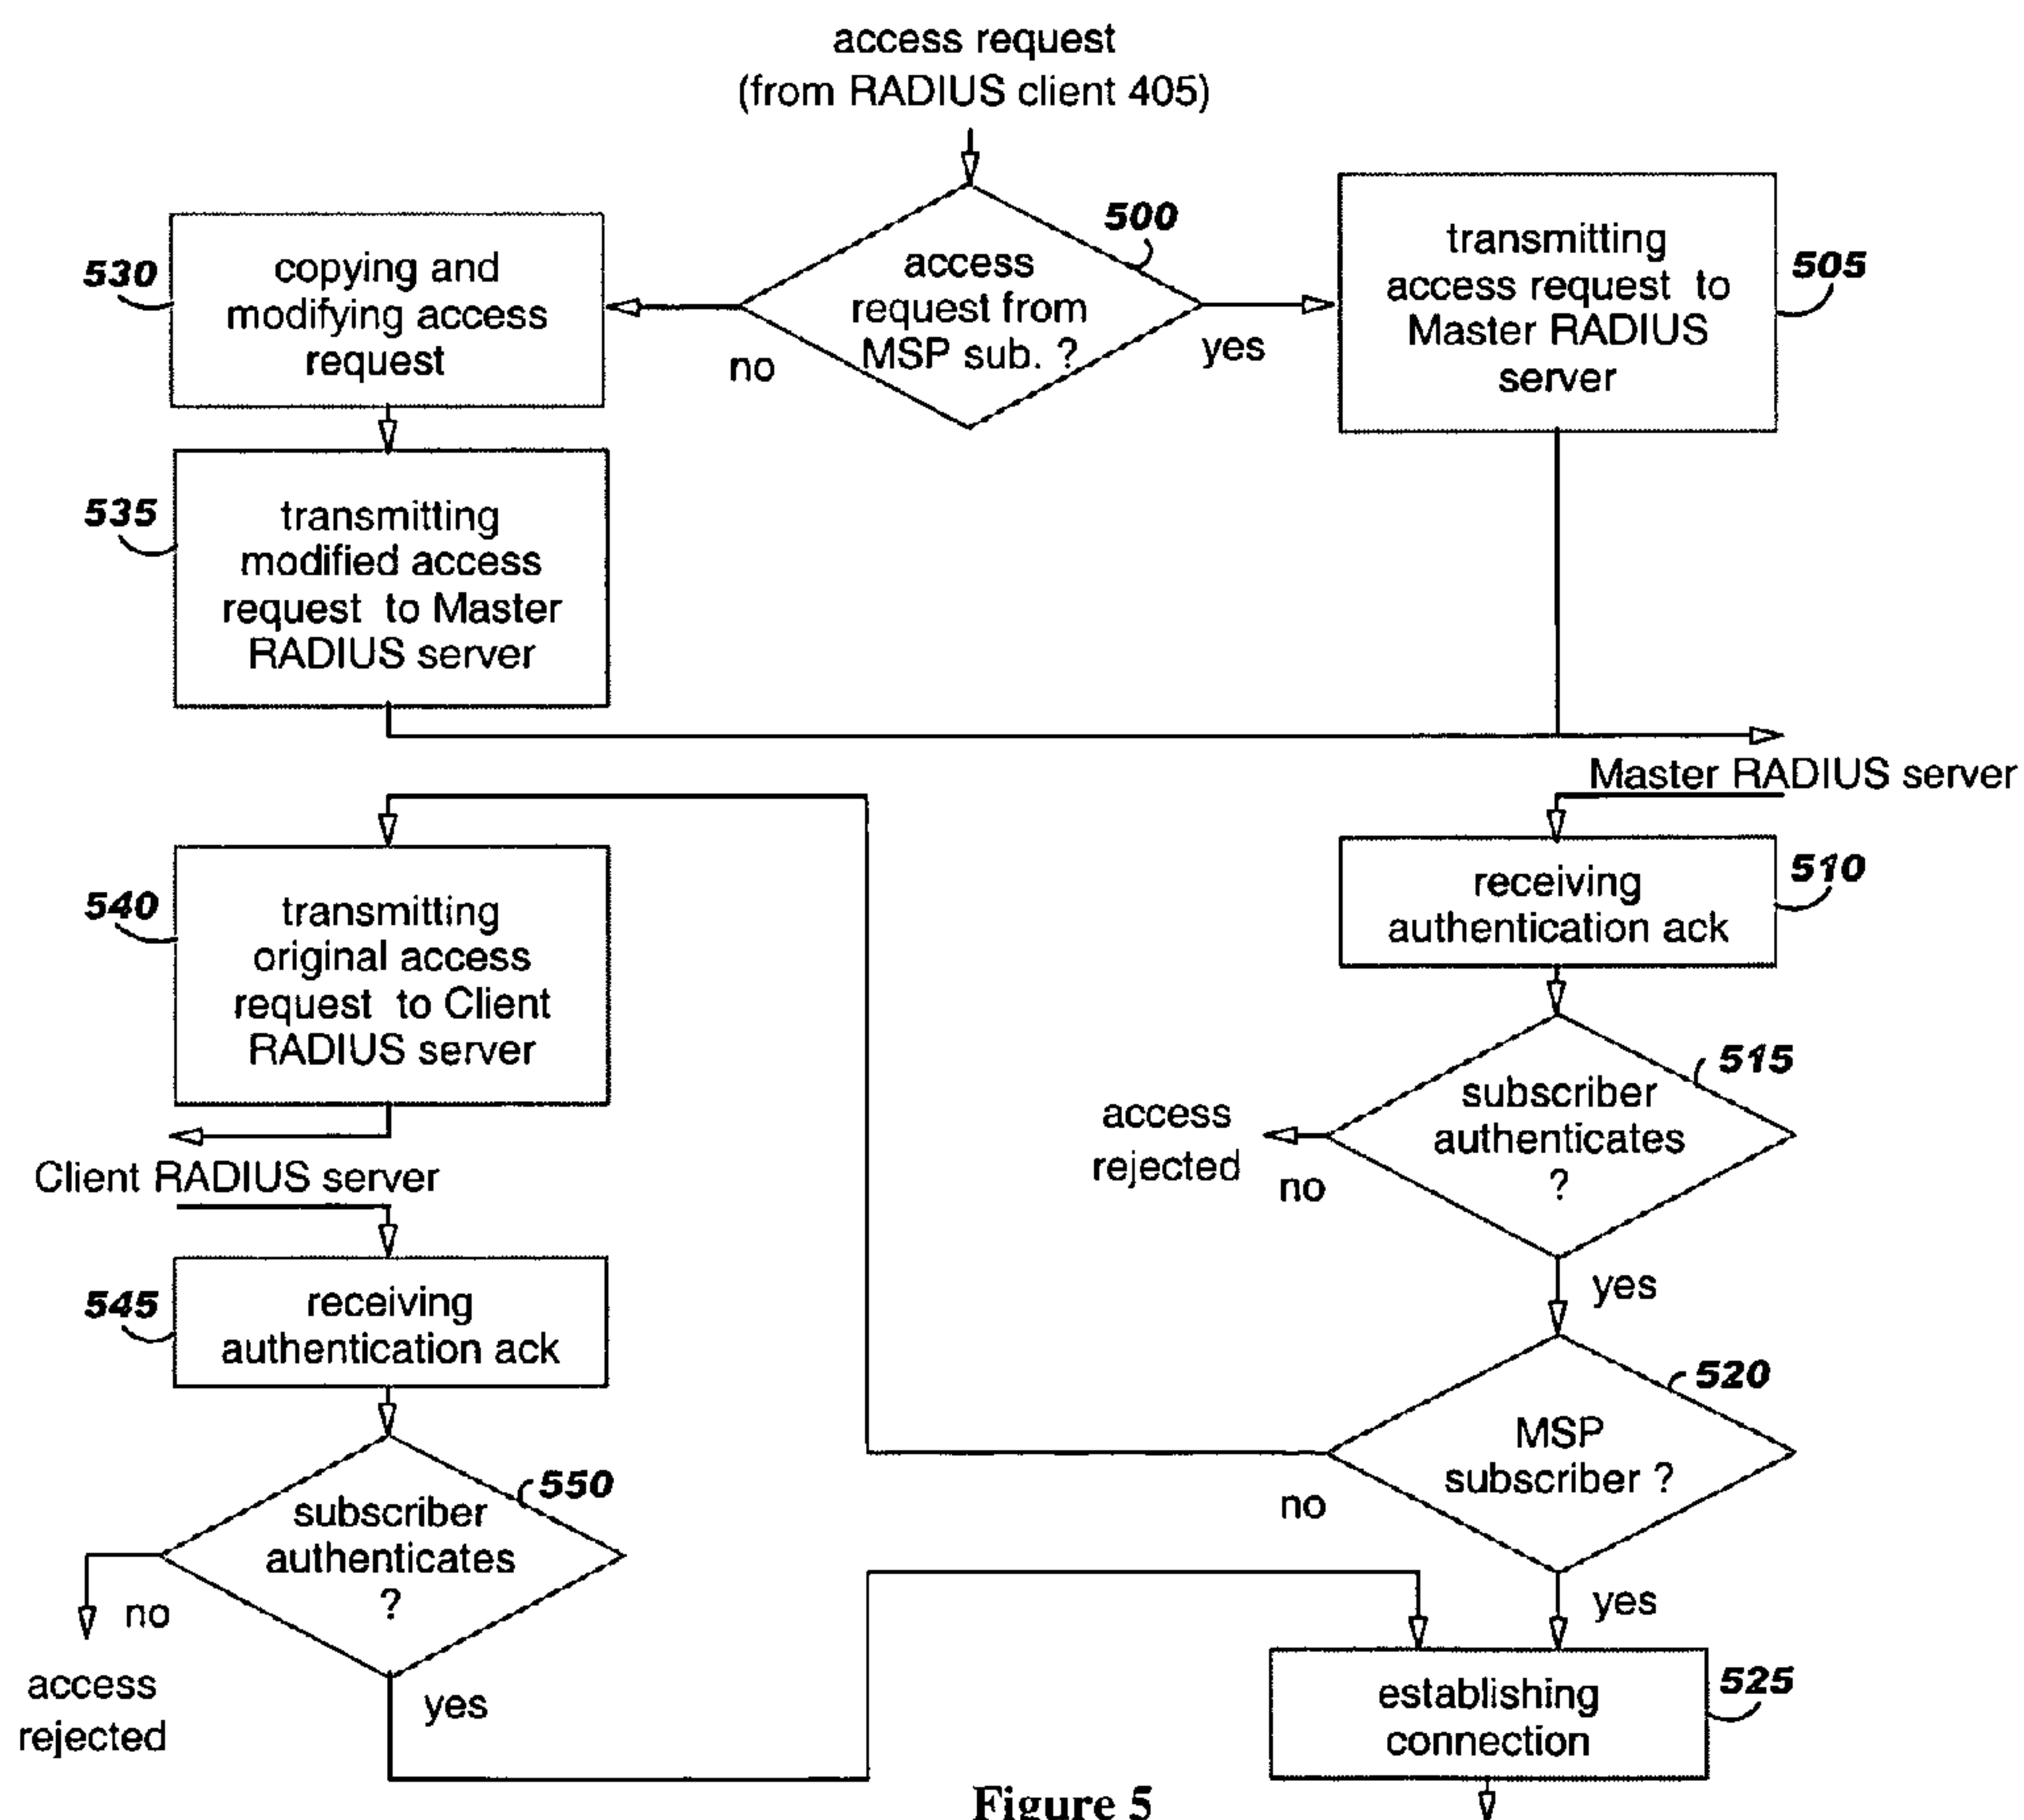 access request
(from RADIUS client 405)
500
access
request from
MSP sub. ?
no
yes
530
copying and
modifying access
request
transmitting
access request to
Master RADIUS
server
505
535
transmitting
modified access
request to Master
RADIUS server
Master RADIUS server
540
transmitting
original access
request to Client
RADIUS server
Client RADIUS server
receiving
authentication ack
510
515
subscriber
authenticates
?
access
rejected
no
yes
520
MSP
subscriber ?
no
yes
545
receiving
authentication ack
550
subscriber
authenticates
?
no
access
rejected
yes
establishing
connection
525
Figure 5